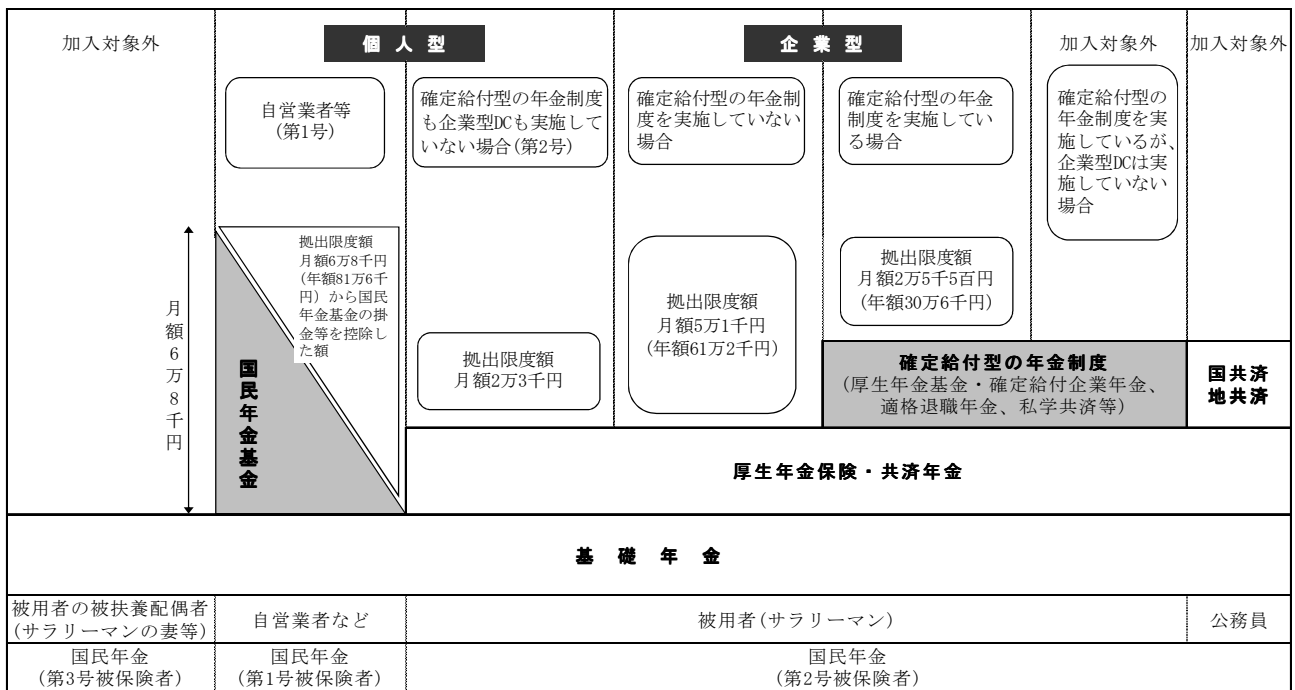 加入対象外
個人型
企業型
加入対象外
加入対象外
自営業者等
(第1号)
確定給付型の年金制度
も企業型DCも実施して
いない場合(第2号)
確定給付型の年金制
度を実施していない
場合
確定給付型の年金
制度を実施してい
る場合
確定給付型の
年金制度を実
施しているが、
企業型DCは実
施していない
場合
月額6万8千円
拠出限度額
月額6万8千円
(年額81万6千
円)から国民
年金基金の掛
金等を控除し
た額
国民年金基金
拠出限度額
月額2万3千円
拠出限度額
月額5万1千円
(年額61万2千円)
拠出限度額
月額2万5千5百円
(年額30万6千円)
確定給付型の年金制度
(厚生年金基金・確定給付企業年金、
適格退職年金、私学共済等)
国共済
地共済
厚生年金保険・共済年金
基礎年金
被用者の被扶養配偶者
(サラリーマンの妻等)
自営業者など
被用者(サラリーマン)
公務員
国民年金
(第3号被保険者)
国民年金
(第1号被保険者)
国民年金
(第2号被保険者)